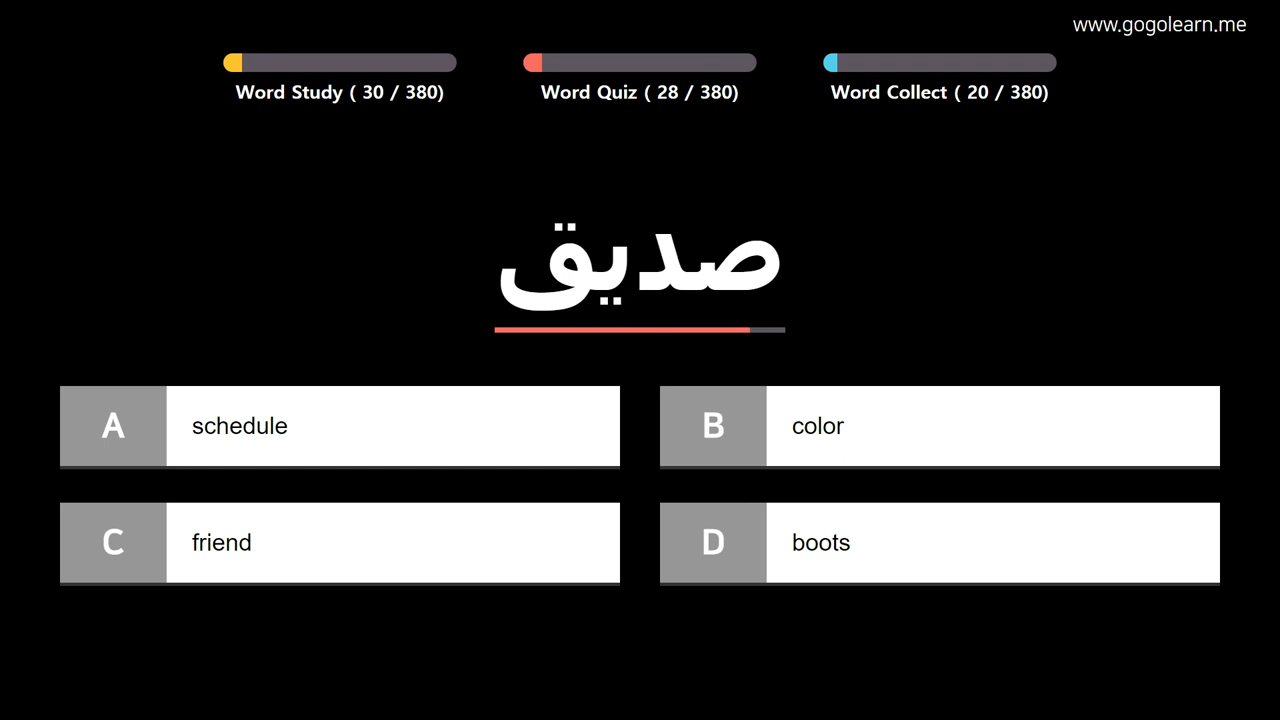 www.gogolearn.me
Word Study ( 30 / 380)
Word Quiz ( 28 / 380)
Word Collect ( 20 / 380)
صديق
A schedule
B color
C friend
D boots